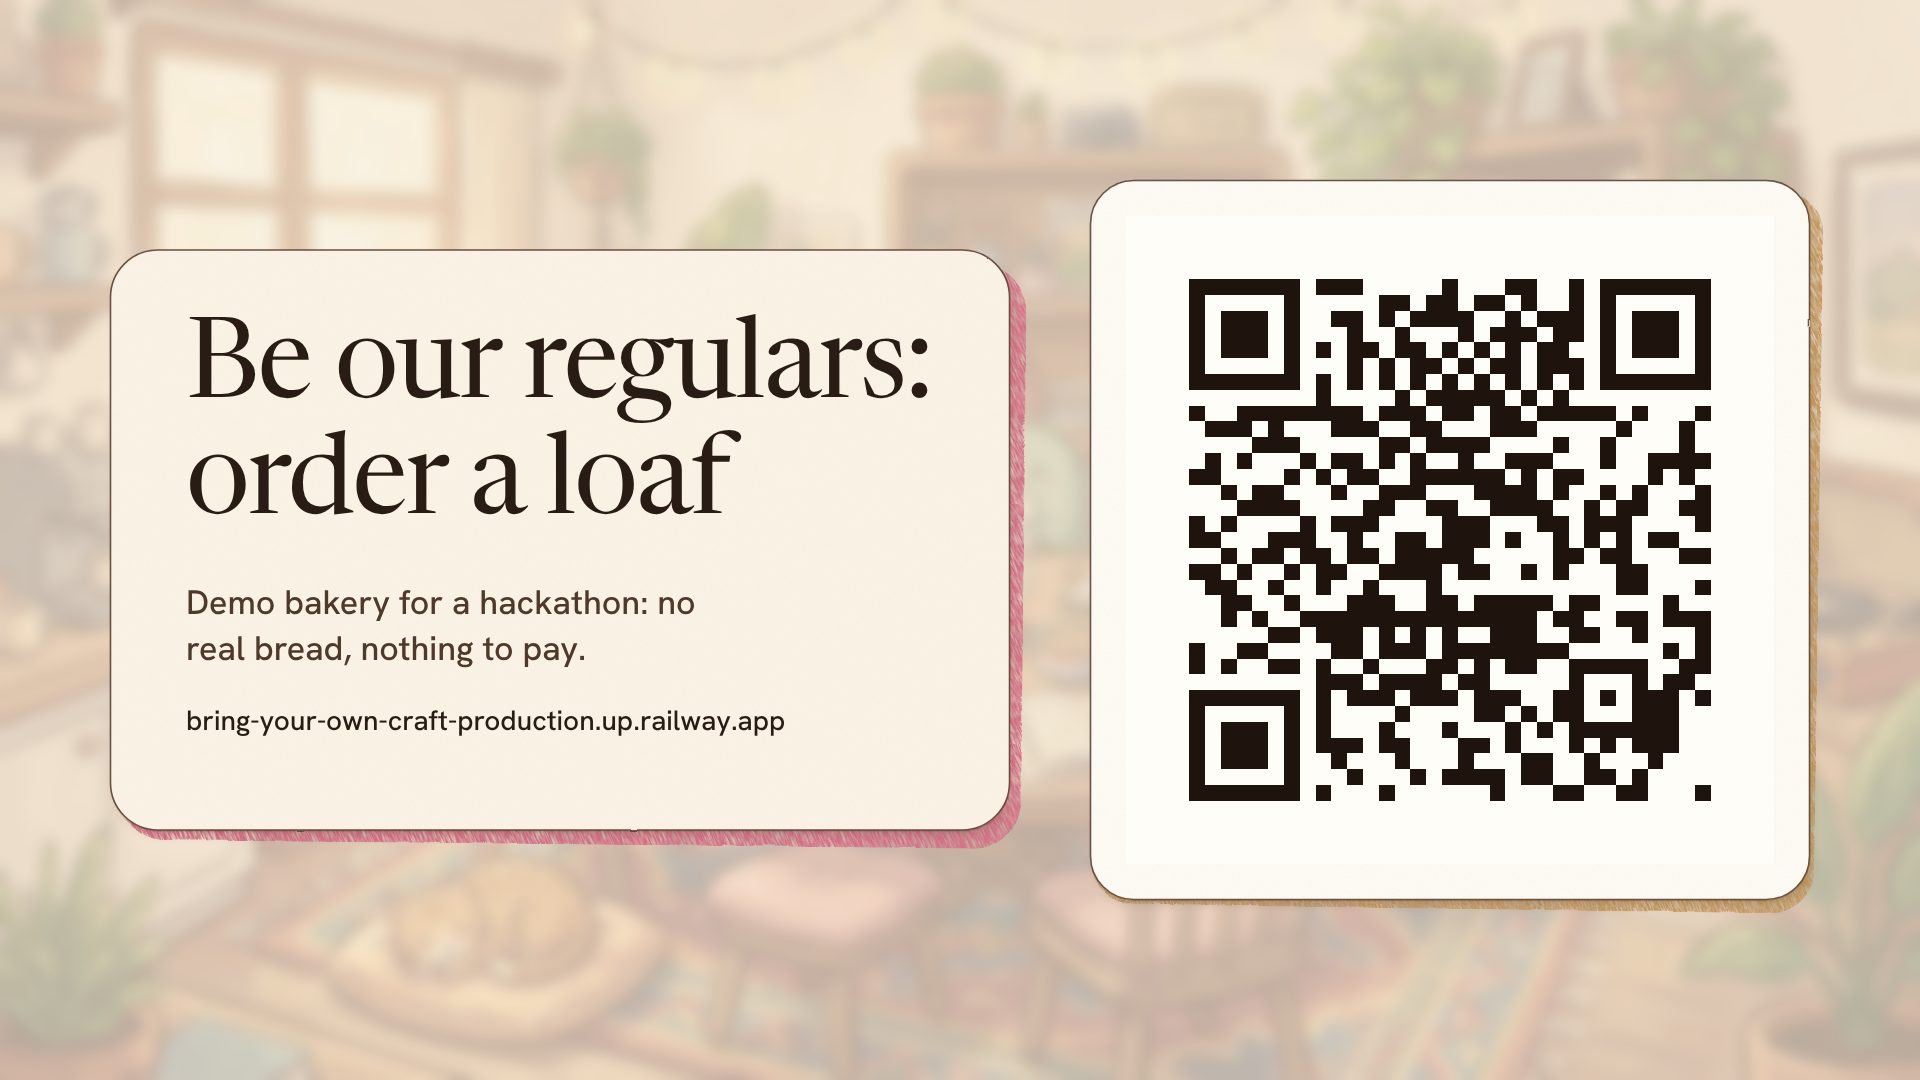 Be our regulars:
order a loaf
Demo bakery for a hackathon: no
real bread, nothing to pay.
bring-your-own-craft-production.up.railway.app